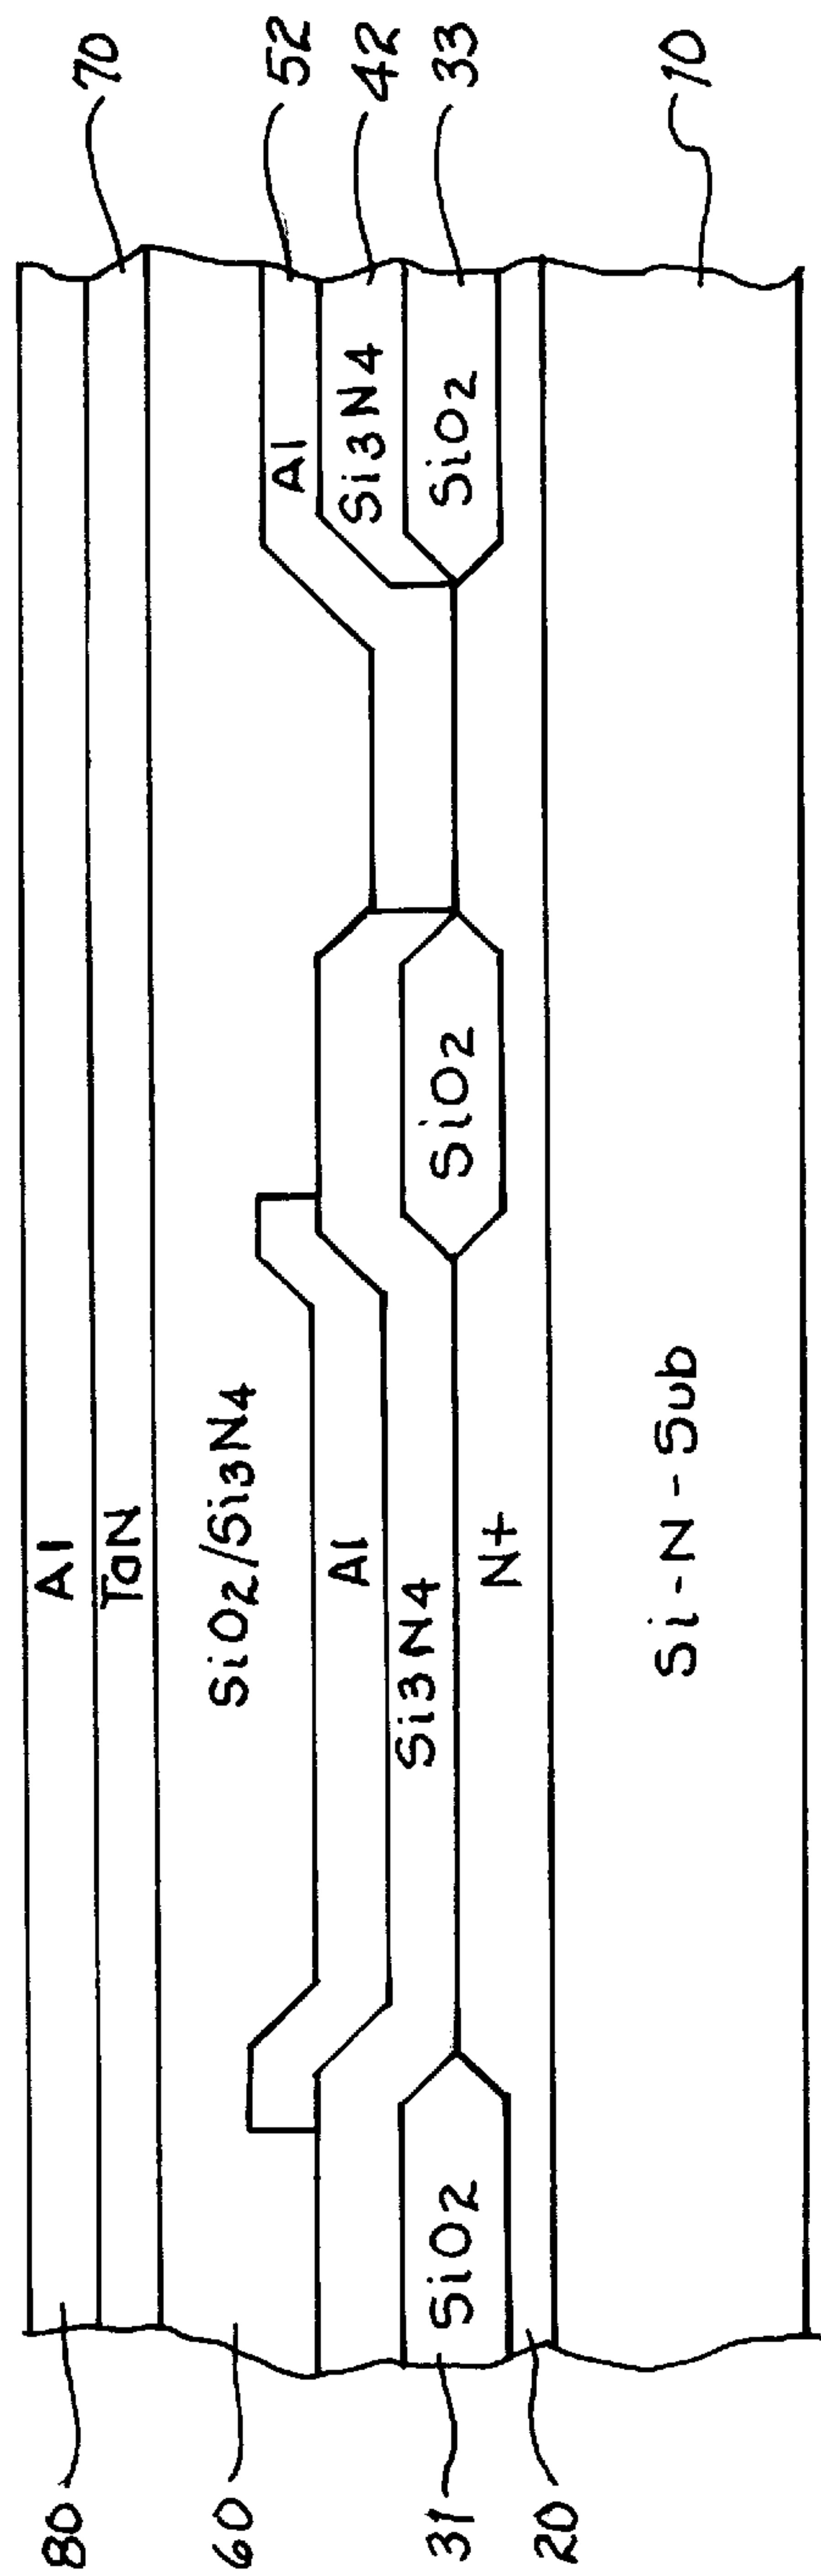 80 Al
TaN 70
60 SiO2/Si3N4
Al 52
Al Si3N4 42
Si3N4
31 SiO2 SiO2 SiO2 33
N+
20
Si-N-Sub 10